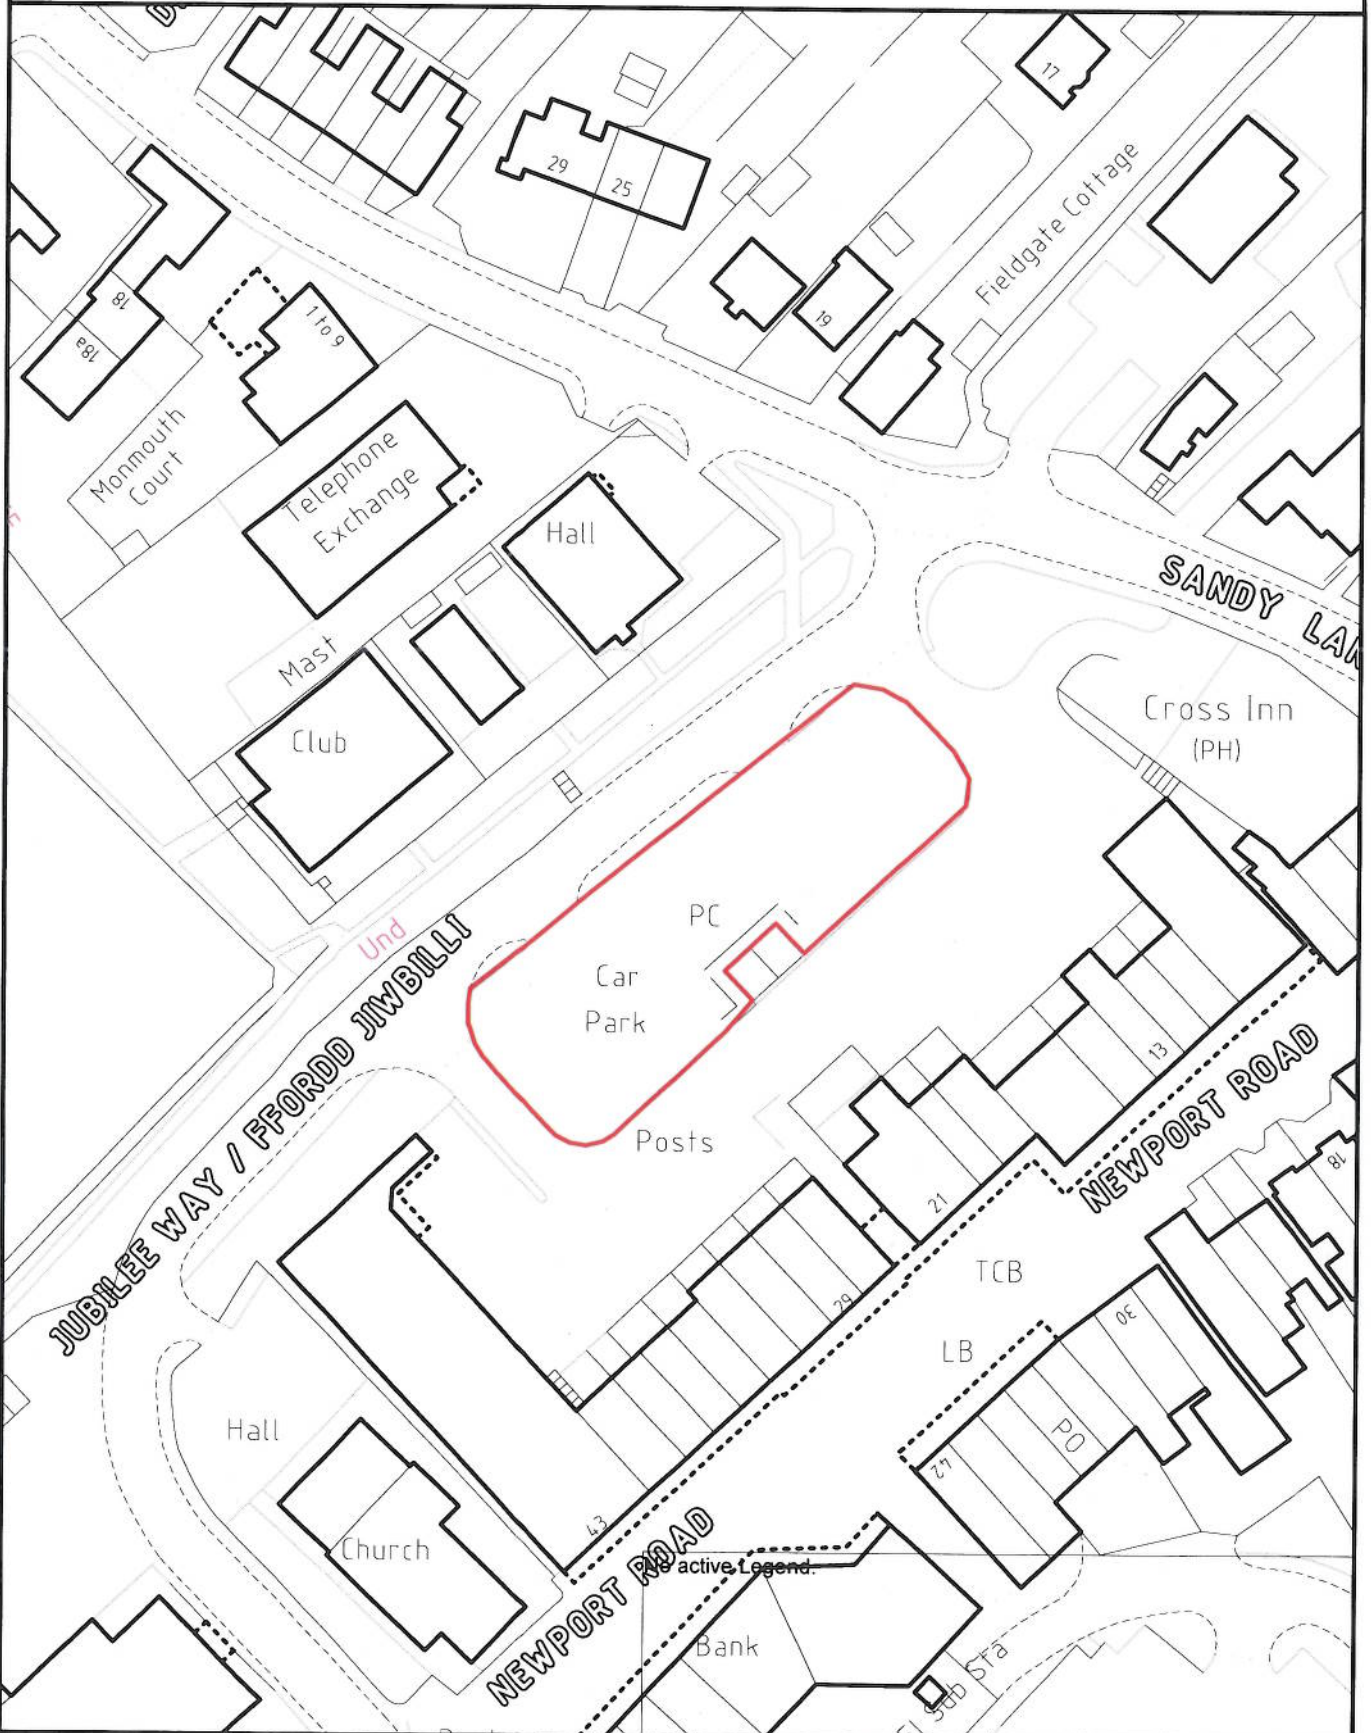 17
29
25
Fieldgate Cottage
19
18
18a
1 to 9
Monmouth
Court
Telephone
Exchange
Hall
SANDY LAN
Mast
Club
Cross Inn
(PH)
PC
Und
Car
Park
JUBILEE WAY / FFORDD JIWBILLI
Posts
13
NEWPORT ROAD
18
21
TCB
29
30
LB
Hall
PO
42
Church
43
NEWPORT ROAD
No active Legend.
Bank
El Sub Sta